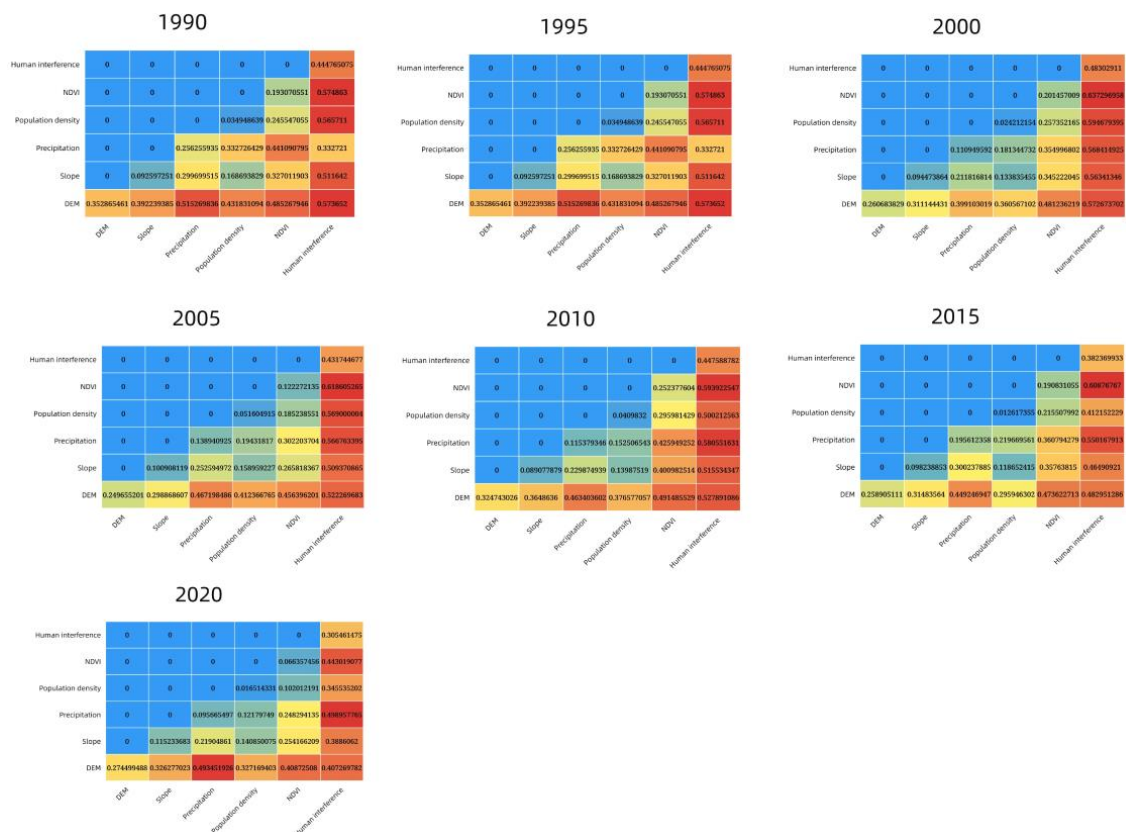 1990
Human interference 0 0 0 0 0 0.444765075
NDVI 0 0 0 0 0.193070551 0.574863
Population density 0 0 0 0.034948639 0.245547055 0.565711
Precipitation 0 0 0.256255935 0.332726429 0.441090795 0.332721
Slope 0 0.092597251 0.299699515 0.168693829 0.327011903 0.511642
DEM 0.352865461 0.392239385 0.515269836 0.431831094 0.485267946 0.573652
DEM Slope Precipitation Population density NDVI Human interference
1995
Human interference 0 0 0 0 0 0.444765075
NDVI 0 0 0 0 0.193070551 0.574863
Population density 0 0 0 0.034948639 0.245547055 0.565711
Precipitation 0 0 0.256255935 0.332726429 0.441090795 0.332721
Slope 0 0.092597251 0.299699515 0.168693829 0.327011903 0.511642
DEM 0.352865461 0.392239385 0.515269836 0.431831094 0.485267946 0.573652
DEM Slope Precipitation Population density NDVI Human interference
2000
Human interference 0 0 0 0 0 0.48302911
NDVI 0 0 0 0 0.201457009 0.637296958
Population density 0 0 0 0.024212154 0.257352165 0.594679395
Precipitation 0 0 0.110949592 0.181344732 0.354996802 0.568414925
Slope 0 0.094473864 0.211816814 0.133835455 0.345222045 0.56341346
DEM 0.260683829 0.311144431 0.399103019 0.360567102 0.481236219 0.572673702
DEM Slope Precipitation Population density NDVI Human interference
2005
Human interference 0 0 0 0 0 0.431744677
NDVI 0 0 0 0 0.122272135 0.618605265
Population density 0 0 0 0.051604915 0.185238551 0.569000004
Precipitation 0 0 0.138940925 0.19431817 0.302203704 0.566763395
Slope 0 0.100908119 0.252594972 0.158959227 0.265818367 0.509370865
DEM 0.249655201 0.298868607 0.467198486 0.412366765 0.456396201 0.522269683
DEM Slope Precipitation Population density NDVI Human interference
2010
Human interference 0 0 0 0 0 0.447588782
NDVI 0 0 0 0 0.252377604 0.593922547
Population density 0 0 0 0.0409832 0.295981429 0.500212563
Precipitation 0 0 0.115379346 0.152506543 0.425949252 0.580551631
Slope 0 0.089077879 0.229874939 0.13987519 0.400982514 0.515534347
DEM 0.324743026 0.3648636 0.463403602 0.376577057 0.491485529 0.527891086
DEM Slope Precipitation Population density NDVI Human interference
2015
Human interference 0 0 0 0 0 0.382369933
NDVI 0 0 0 0 0.190831055
Population density 0 0 0 0.012617355 0.215507992 0.412152229
Precipitation 0 0 0.195612358 0.219669561 0.360794279 0.558167913
Slope 0 0.098238853 0.300237885 0.118652415 0.35763815 0.46490921
DEM 0.258905111 0.31483564 0.449246947 0.295946302 0.473622713 0.482951286
DEM Slope Precipitation Population density NDVI Human interference
2020
Human interference 0 0 0 0 0 0.305461475
NDVI 0 0 0 0 0.066357456 0.443019077
Population density 0 0 0 0.016514331 0.102012191 0.345535202
Precipitation 0 0 0.095665497 0.12179749 0.248294135 0.498957765
Slope 0 0.115233683 0.21904861 0.140850075 0.254166209 0.3886062
DEM 0.274499488 0.326277023 0.493451926 0.327169403 0.40872508 0.407269782
DEM Slope Precipitation Population density NDVI Human interference